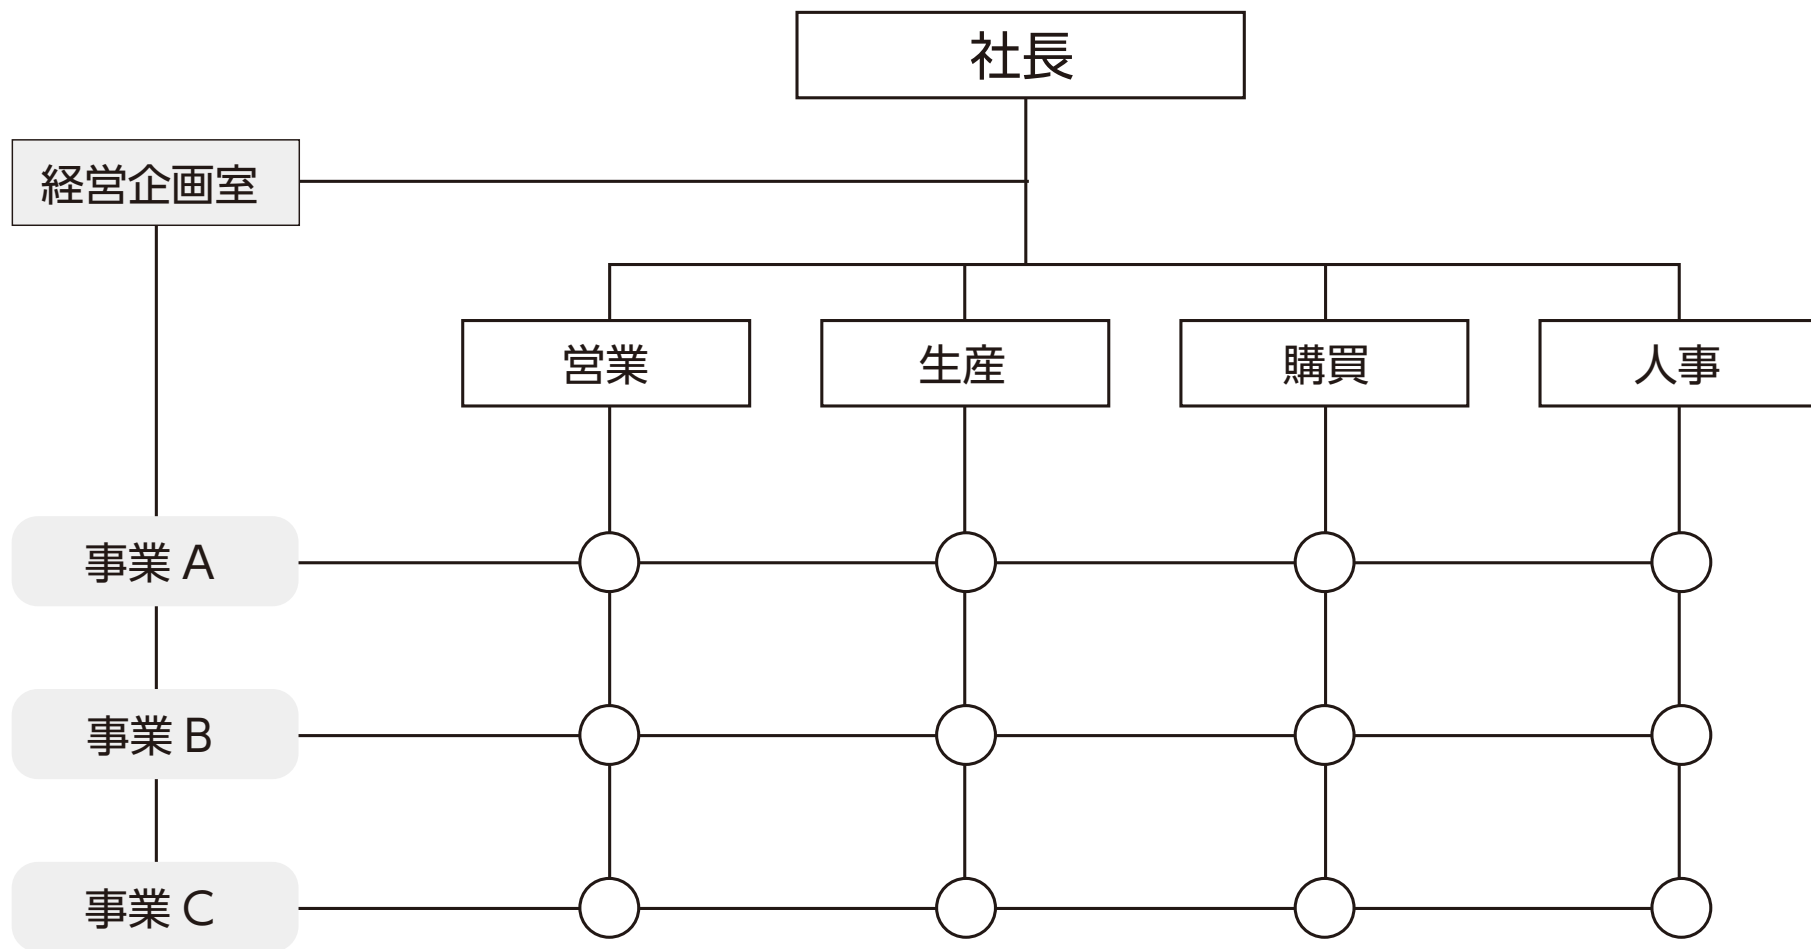 社長
経営企画室
営業
生産
購買
人事
事業 A
事業 B
事業 C